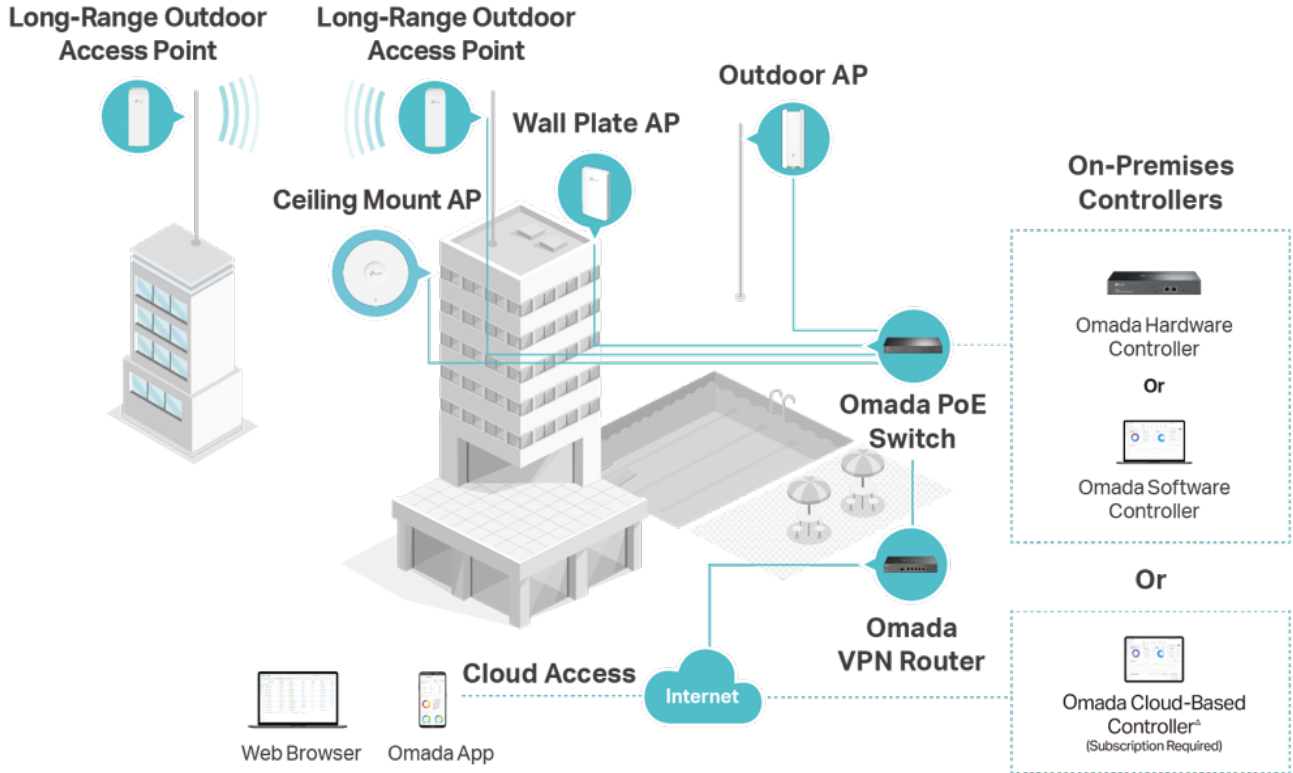 Long-Range Outdoor
Access Point
Long-Range Outdoor
Access Point
Outdoor AP
Wall Plate AP
Ceiling Mount AP
On-Premises
Controllers
Omada Hardware
Controller
Or
Omada Software
Controller
Omada PoE
Switch
Or
Omada
VPN Router
Cloud Access
Internet
Omada Cloud-Based
Controller△
(Subscription Required)
Web Browser
Omada App